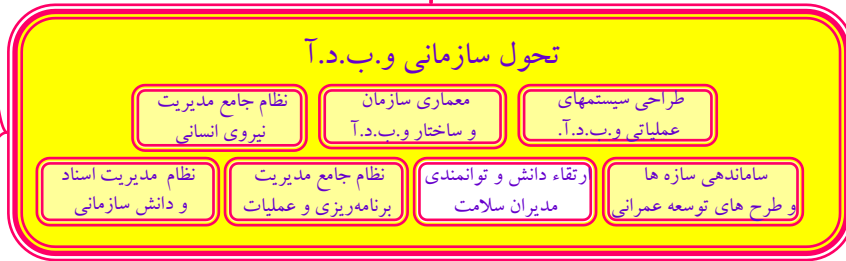 تحول سازمانی و.ب.د.آ
طراحی سیستمهای
عملیاتی و.ب.د.آ.
معماری سازمان
و ساختار و.ب.د.آ
نظام جامع مدیریت
نیروی انسانی
ساماندهی سازه ها
و طرح های توسعه عمرانی
ارتقاء دانش و توانمندی
مدیران سلامت
نظام جامع مدیریت
برنامه‌ریزی و عملیات
نظام مدیریت اسناد
و دانش سازمانی